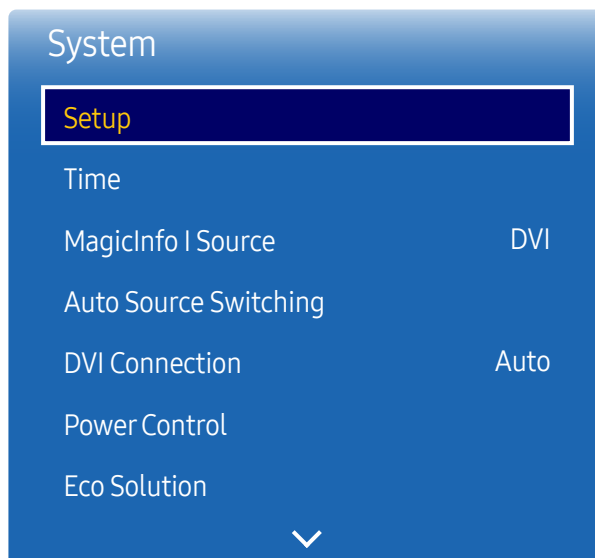 System
Setup
Time
MagicInfo I Source DVI
Auto Source Switching
DVI Connection Auto
Power Control
Eco Solution